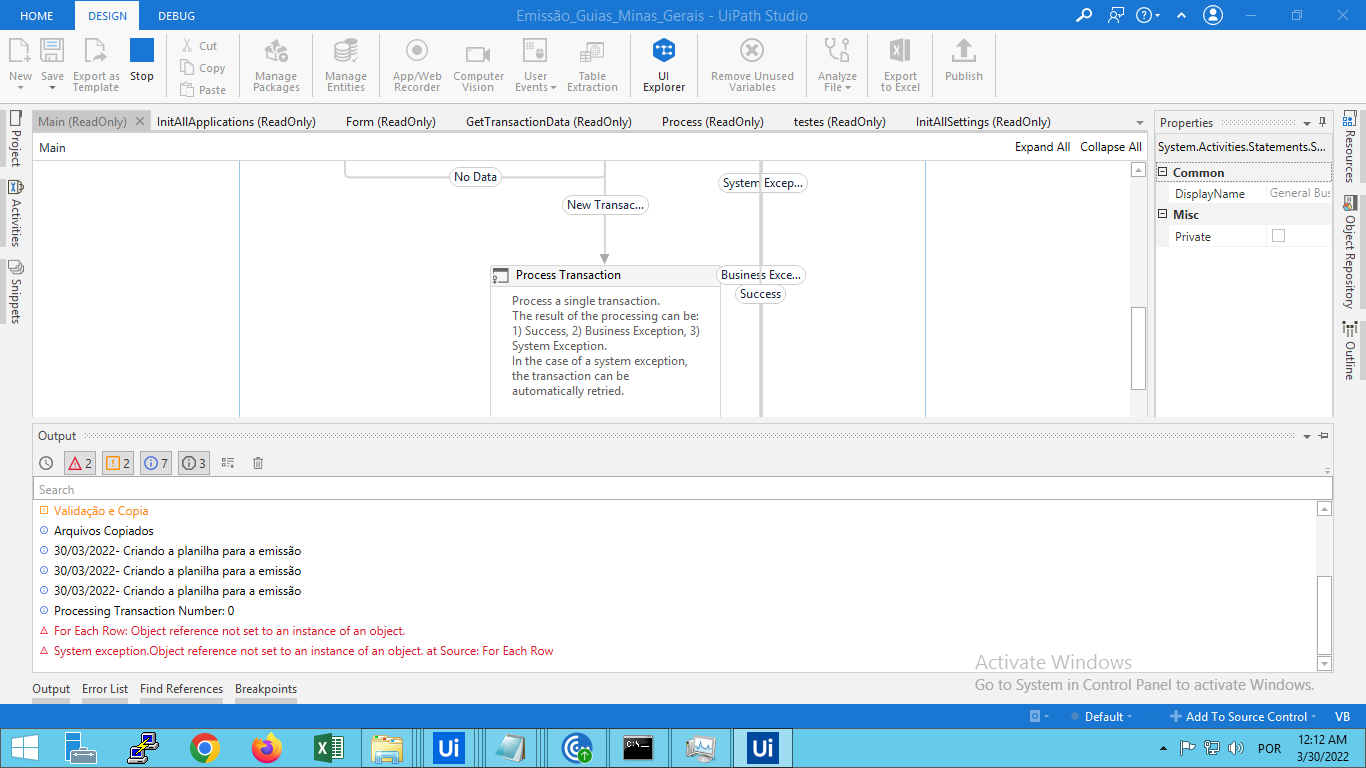 HOME DESIGN DEBUG Emissão_Guias_Minas_Gerais - UiPath Studio
New Save Export as Template Stop Cut Copy Paste Manage Packages Manage Entities App/Web Recorder Computer Vision User Events Table Extraction UI Explorer Remove Unused Variables Analyze File Export to Excel Publish
Main (ReadOnly) InitAllApplications (ReadOnly) Form (ReadOnly) GetTransactionData (ReadOnly) Process (ReadOnly) testes (ReadOnly) InitAllSettings (ReadOnly)
Project
Activities
Snippets
Main Expand All Collapse All
No Data
System Excep...
New Transac...
Process Transaction
Business Exce...
Success
Process a single transaction.
The result of the processing can be:
1) Success, 2) Business Exception, 3)
System Exception.
In the case of a system exception,
the transaction can be
automatically retried.
Properties
System.Activities.Statements.S...
Common
DisplayName General Bus
Misc
Private
Resources
Object Repository
Outline
Output
2 2 7 3
Search
Validação e Copia
Arquivos Copiados
30/03/2022- Criando a planilha para a emissão
30/03/2022- Criando a planilha para a emissão
30/03/2022- Criando a planilha para a emissão
Processing Transaction Number: 0
For Each Row: Object reference not set to an instance of an object.
System exception.Object reference not set to an instance of an object. at Source: For Each Row
Activate Windows
Go to System in Control Panel to activate Windows.
Output Error List Find References Breakpoints
Default Add To Source Control VB
Ui Ui POR 12:12 AM
3/30/2022